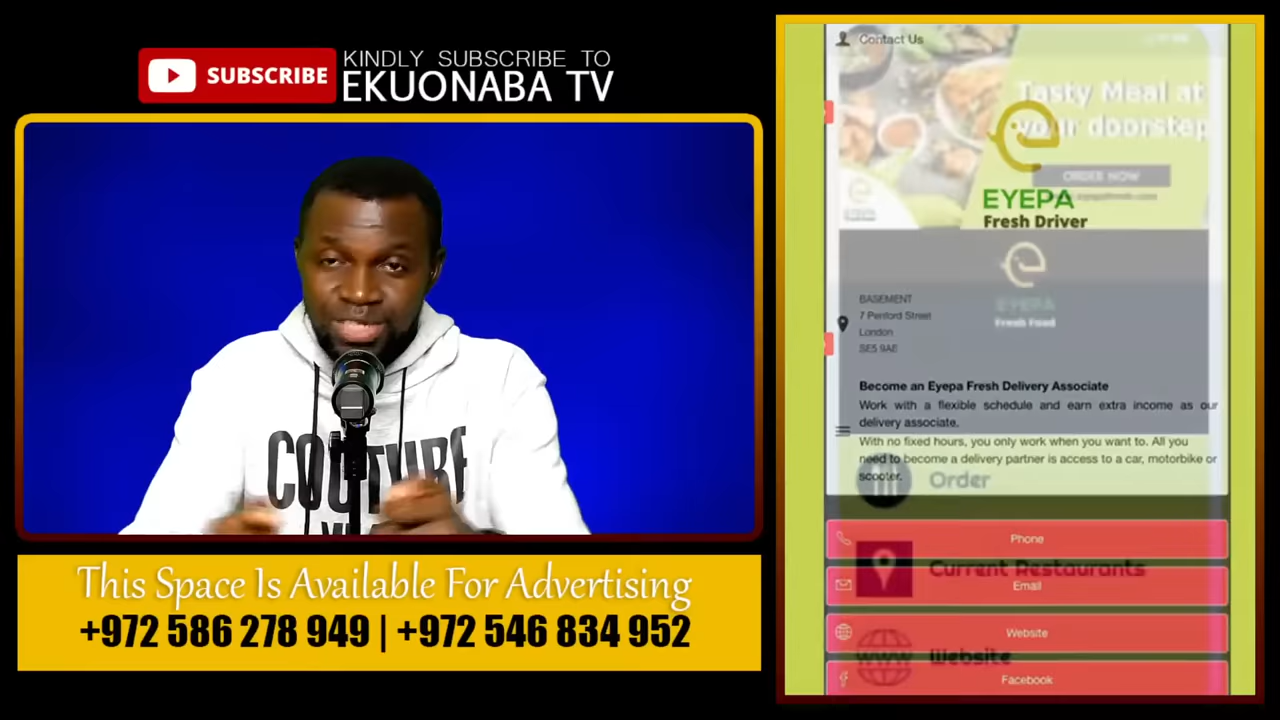 SUBSCRIBE
KINDLY SUBSCRIBE TO
EKUONABA TV
COUTURE
This Space Is Available For Advertising
+972 586 278 949 | +972 546 834 952
Contact Us
Tasty Meal at
your doorstep
ORDER NOW
EYEPA
Fresh Driver
EYEPA
Fresh Food
BASEMENT
7 Penford Street
London
SE5 9AE
Become an Eyepa Fresh Delivery Associate
Work with a flexible schedule and earn extra income as our
delivery associate.
With no fixed hours, you only work when you want to. All you
need to become a delivery partner is access to a car, motorbike or
scooter.
Order
Phone
Current Restaurants
Email
Website
www Website
Facebook